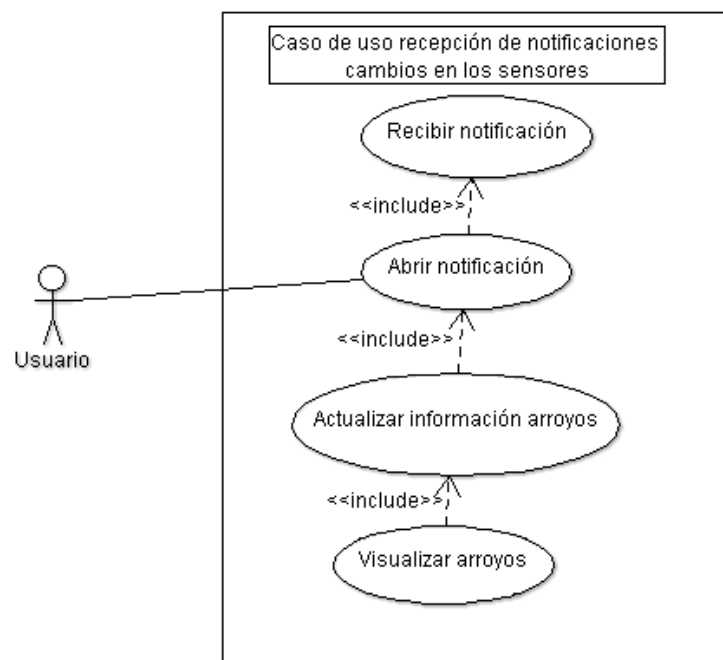 Caso de uso recepción de notificaciones
cambios en los sensores
Recibir notificación
<<include>>
Abrir notificación
Usuario
<<include>>
Actualizar información arroyos
<<include>>
Visualizar arroyos